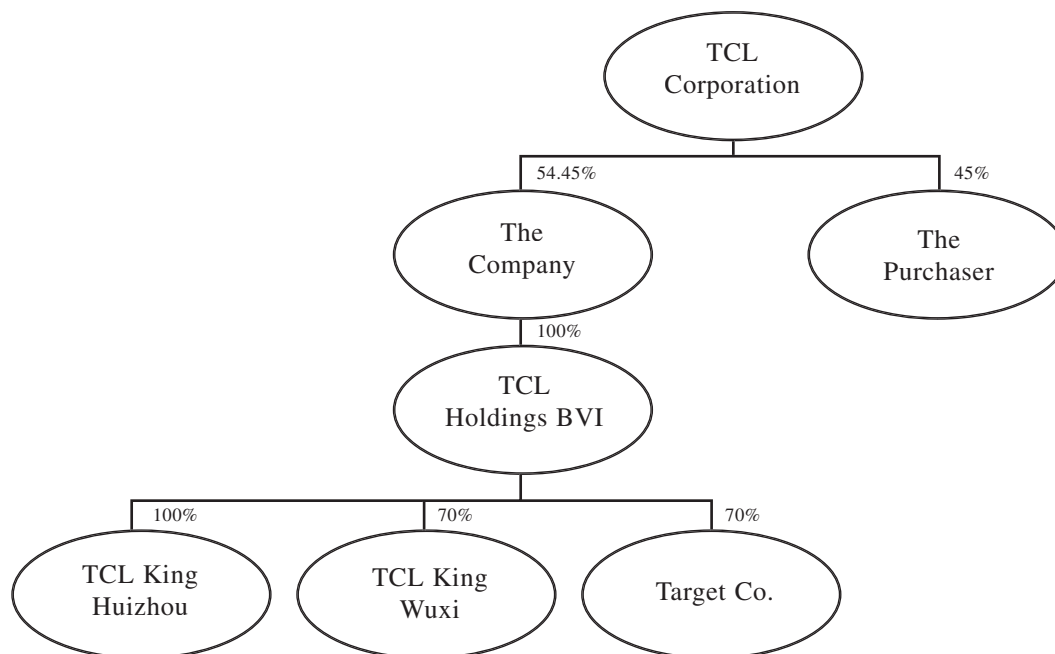 TCL
Corporation
54.45%
45%
The
Company
The
Purchaser
100%
TCL
Holdings BVI
100%
70%
70%
TCL King
Huizhou
TCL King
Wuxi
Target Co.